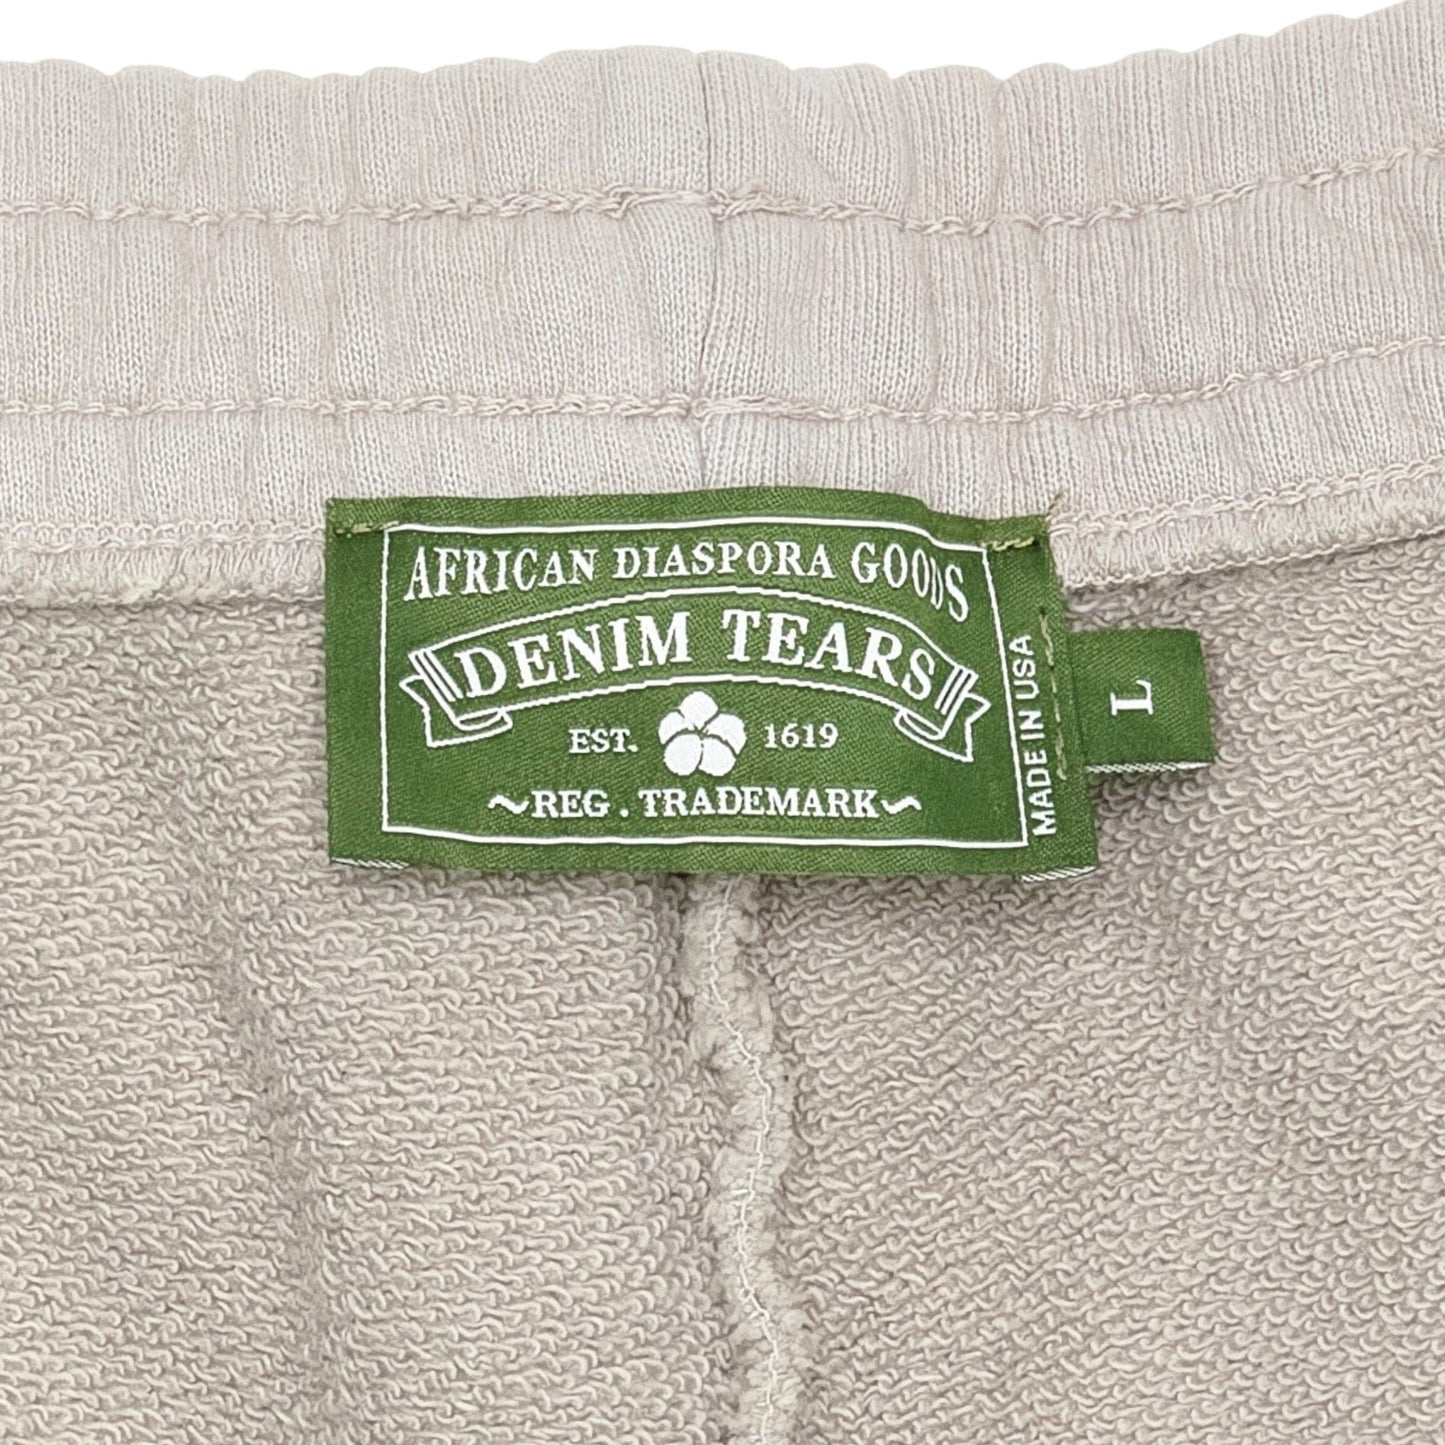 AFRICAN DIASPORA GOODS
DENIM TEARS
EST. 1619
REG. TRADEMARK
MADE IN USA
L